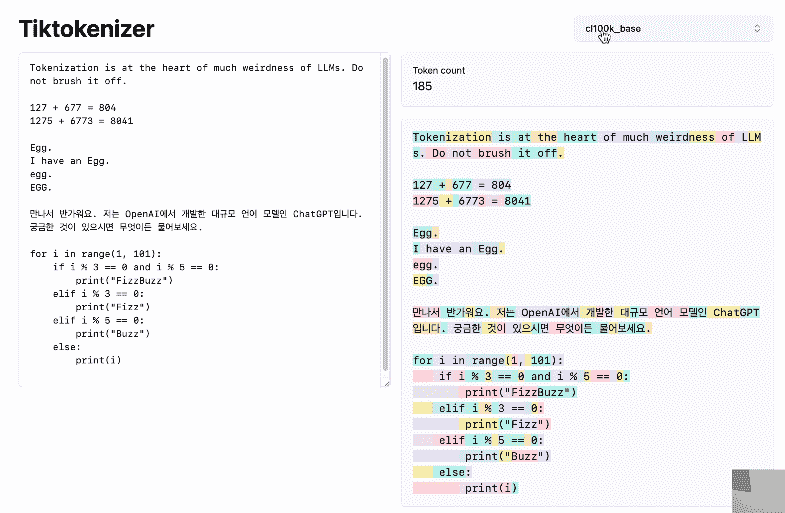 Tiktokenizer
cl100k_base
Tokenization is at the heart of much weirdness of LLMs. Do
not brush it off.
127 + 677 = 804
1275 + 6773 = 8041
Egg.
I have an Egg.
egg.
EGG.
만나서 반가워요. 저는 OpenAI에서 개발한 대규모 언어 모델인 ChatGPT입니다.
궁금한 것이 있으시면 무엇이든 물어보세요.
for i in range(1, 101):
    if i % 3 == 0 and i % 5 == 0:
        print("FizzBuzz")
    elif i % 3 == 0:
        print("Fizz")
    elif i % 5 == 0:
        print("Buzz")
    else:
        print(i)
Token count
185
Tokenization is at the heart of much weirdness of LLM
s. Do not brush it off.
127 + 677 = 804
1275 + 6773 = 8041
Egg.
I have an Egg.
egg.
EGG.
만나서 반가워요. 저는 OpenAI에서 개발한 대규모 언어 모델인 ChatGPT
입니다. 궁금한 것이 있으시면 무엇이든 물어보세요.
for i in range(1, 101):
    if i % 3 == 0 and i % 5 == 0:
        print("FizzBuzz")
    elif i % 3 == 0:
        print("Fizz")
    elif i % 5 == 0:
        print("Buzz")
    else:
        print(i)